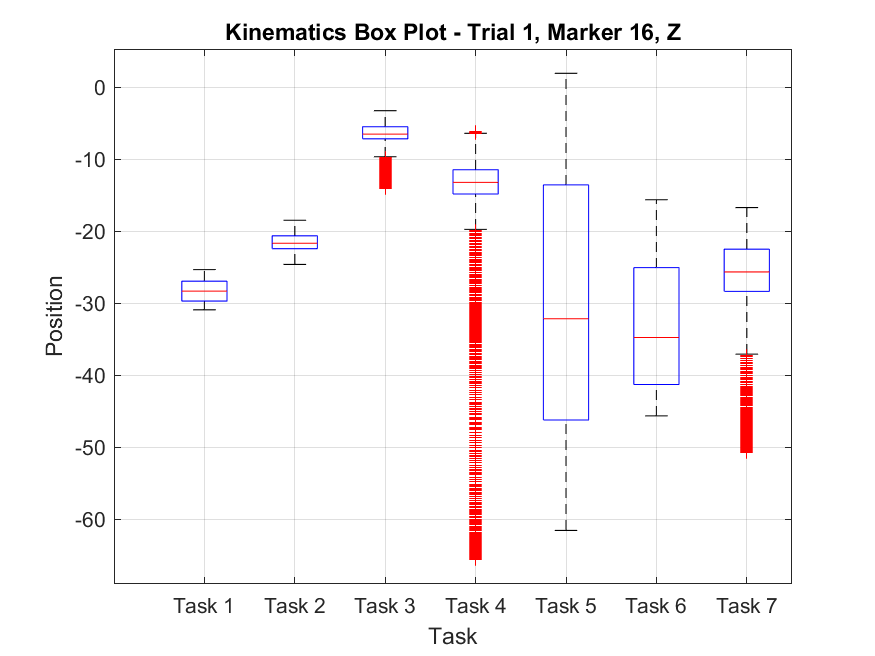 Kinematics Box Plot - Trial 1, Marker 16, Z
0
-10
-20
-30
-40
-50
-60
Position
Task 1 Task 2 Task 3 Task 4 Task 5 Task 6 Task 7
Task